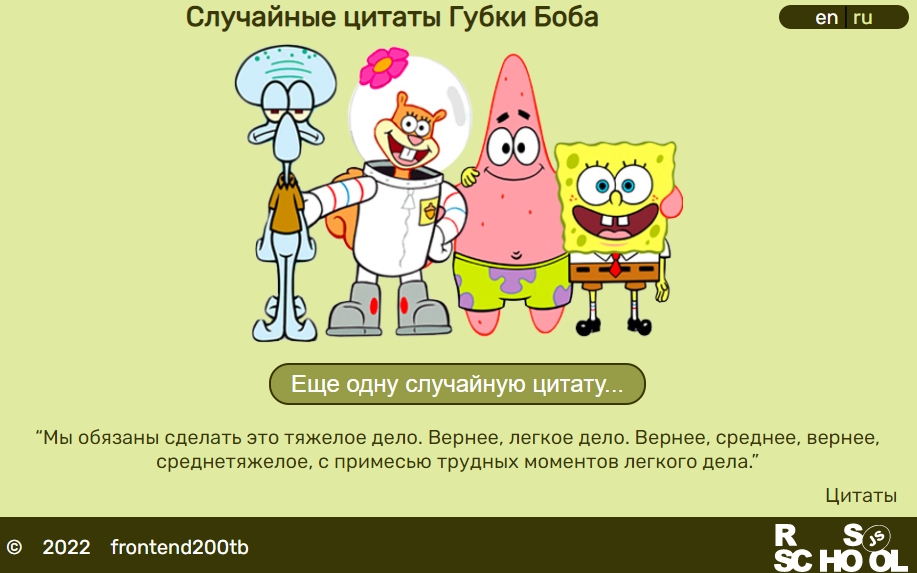 Случайные цитаты Губки Боба
en ru
Еще одну случайную цитату...
“Мы обязаны сделать это тяжелое дело. Вернее, легкое дело. Вернее, среднее, вернее,
среднетяжелое, с примесью трудных моментов легкого дела.”
Цитаты
© 2022 frontend200tb
R S JS
SCHOOL